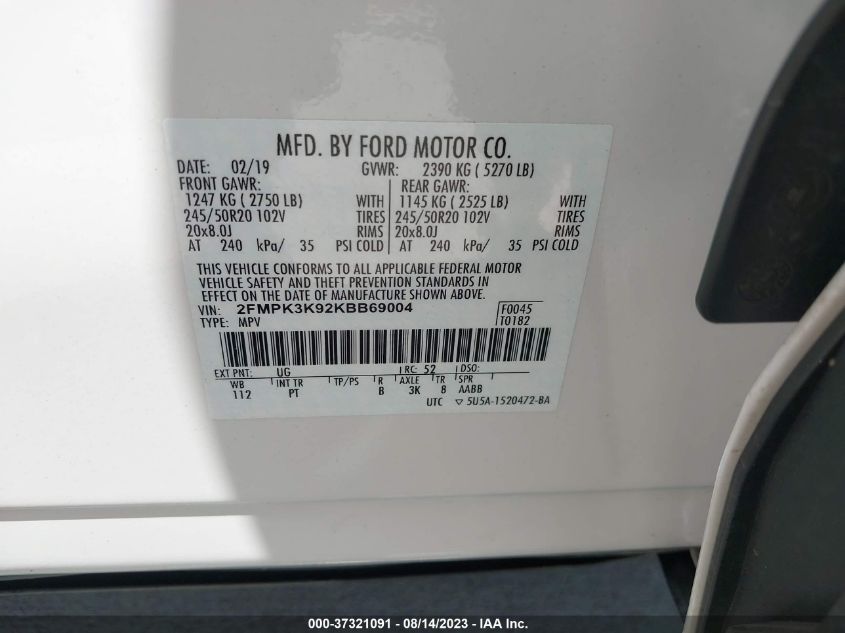 MFD. BY FORD MOTOR CO.
DATE: 02/19 GVWR: 2390 KG ( 5270 LB)
FRONT GAWR: REAR GAWR:
1247 KG ( 2750 LB) WITH 1145 KG ( 2525 LB) WITH
245/50R20 102V TIRES 245/50R20 102V TIRES
20x8.0J RIMS 20x8.0J RIMS
AT 240 kPa/ 35 PSI COLD AT 240 kPa/ 35 PSI COLD
THIS VEHICLE CONFORMS TO ALL APPLICABLE FEDERAL MOTOR
VEHICLE SAFETY AND THEFT PREVENTION STANDARDS IN
EFFECT ON THE DATE OF MANUFACTURE SHOWN ABOVE.
VIN: 2FMPK3K92KBB69004 F0045
TYPE: MPV T0182
EXT PNT: UG RC: 52 DSO:
WB INT TR TP/PS R AXLE TR SPR
112 PT B 3K 8 AABB
UTC ▽ 5U5A-1520472-BA
000-37321091 - 08/14/2023 - IAA Inc.